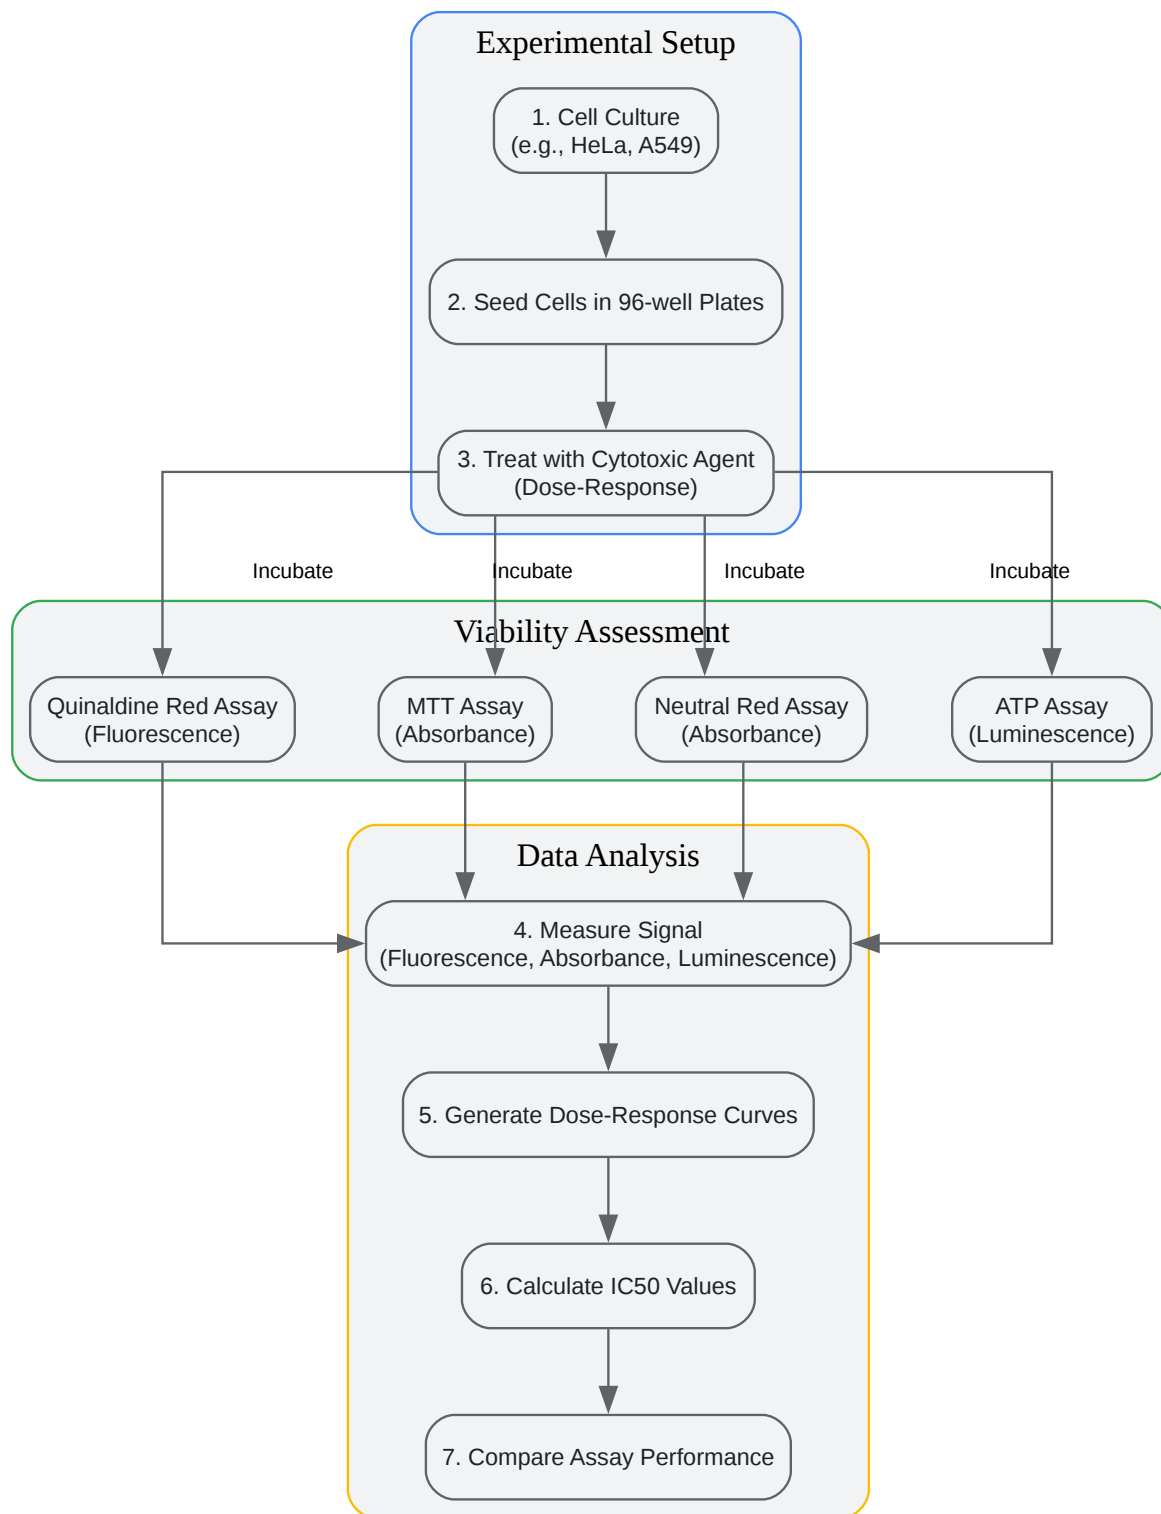 Experimental Setup
1. Cell Culture
(e.g., HeLa, A549)
2. Seed Cells in 96-well Plates
3. Treat with Cytotoxic Agent
(Dose-Response)
Incubate
Incubate
Incubate
Incubate
Viability Assessment
Quinaldine Red Assay
(Fluorescence)
MTT Assay
(Absorbance)
Neutral Red Assay
(Absorbance)
ATP Assay
(Luminescence)
Data Analysis
4. Measure Signal
(Fluorescence, Absorbance, Luminescence)
5. Generate Dose-Response Curves
6. Calculate IC50 Values
7. Compare Assay Performance